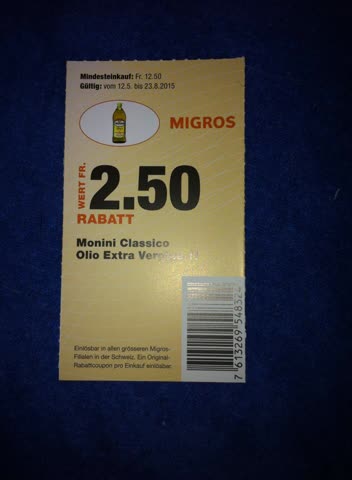 Mindesteinkauf: Fr. 12.50
Gültig: vom 12.5. bis 23.8.2015
MIGROS
WERT FR.
2.50
RABATT
Monini Classico
Olio Extra
Einlösbar in allen grösseren Migros-
Filialen in der Schweiz. Ein Original-
Rabattcoupon pro Einkauf einlösbar.